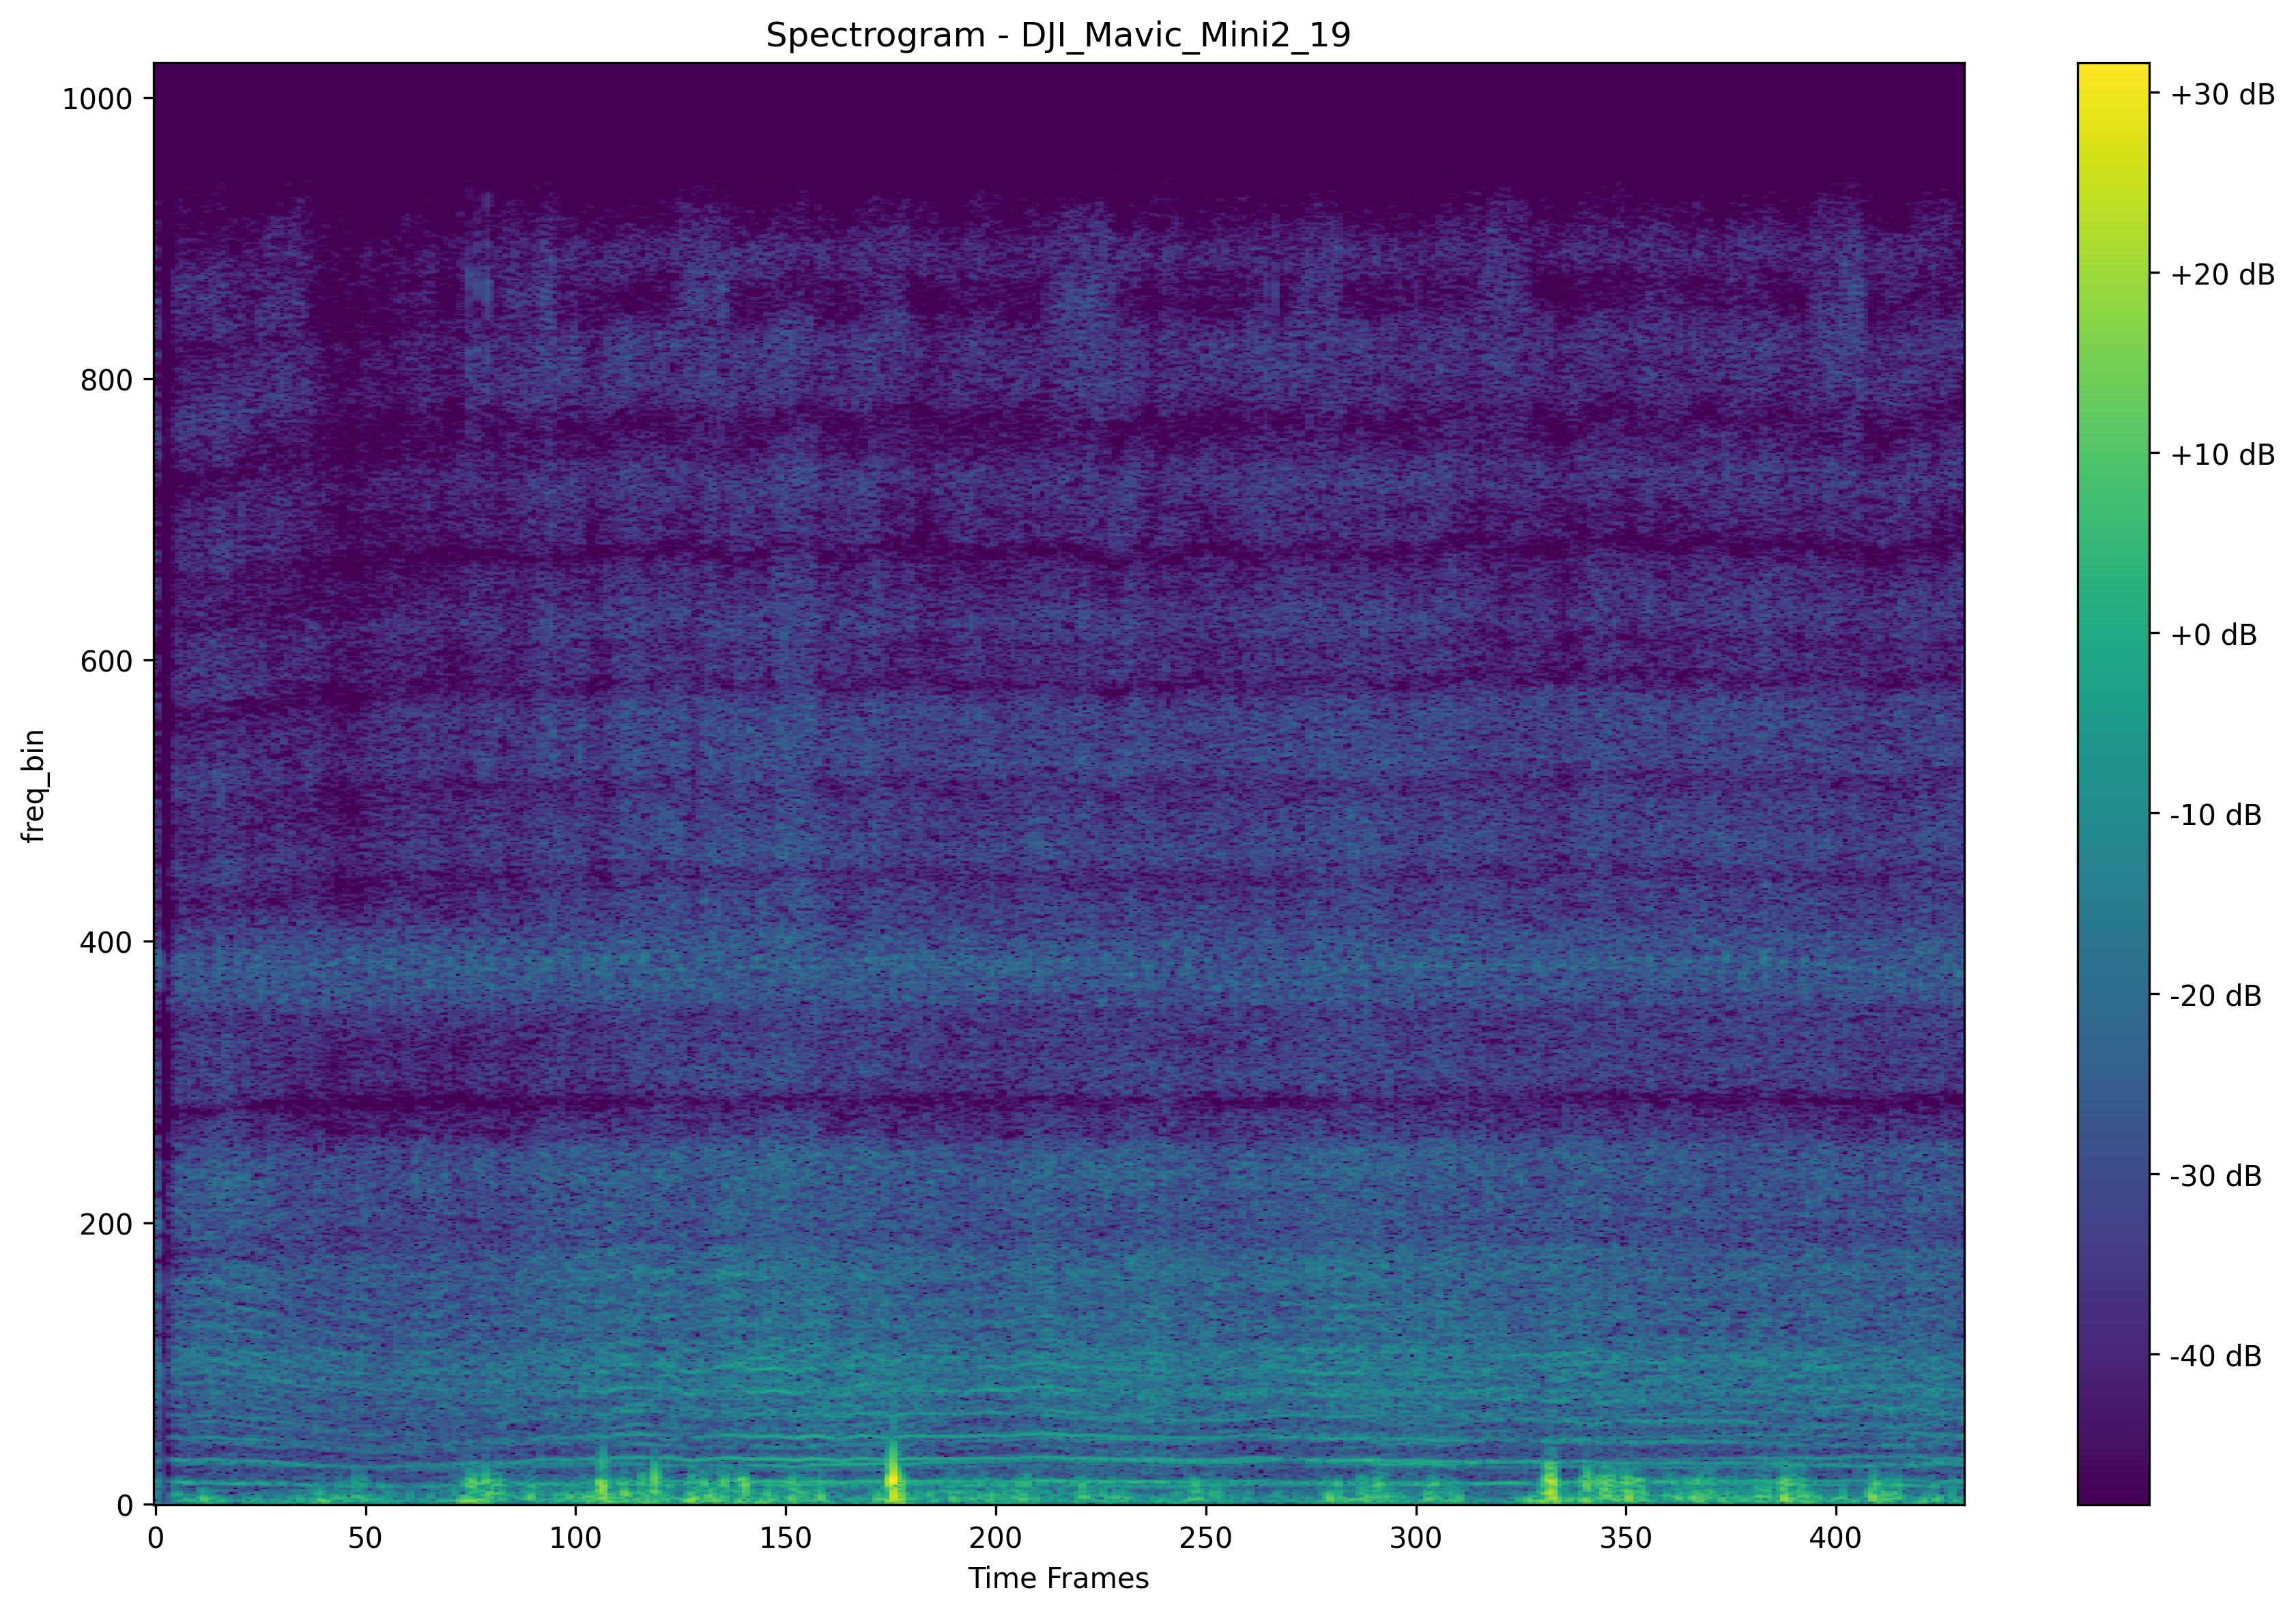 Spectrogram - DJI_Mavic_Mini2_19
1000
800
600
400
200
0
freq_bin
0 50 100 150 200 250 300 350 400
Time Frames
+30 dB
+20 dB
+10 dB
+0 dB
-10 dB
-20 dB
-30 dB
-40 dB